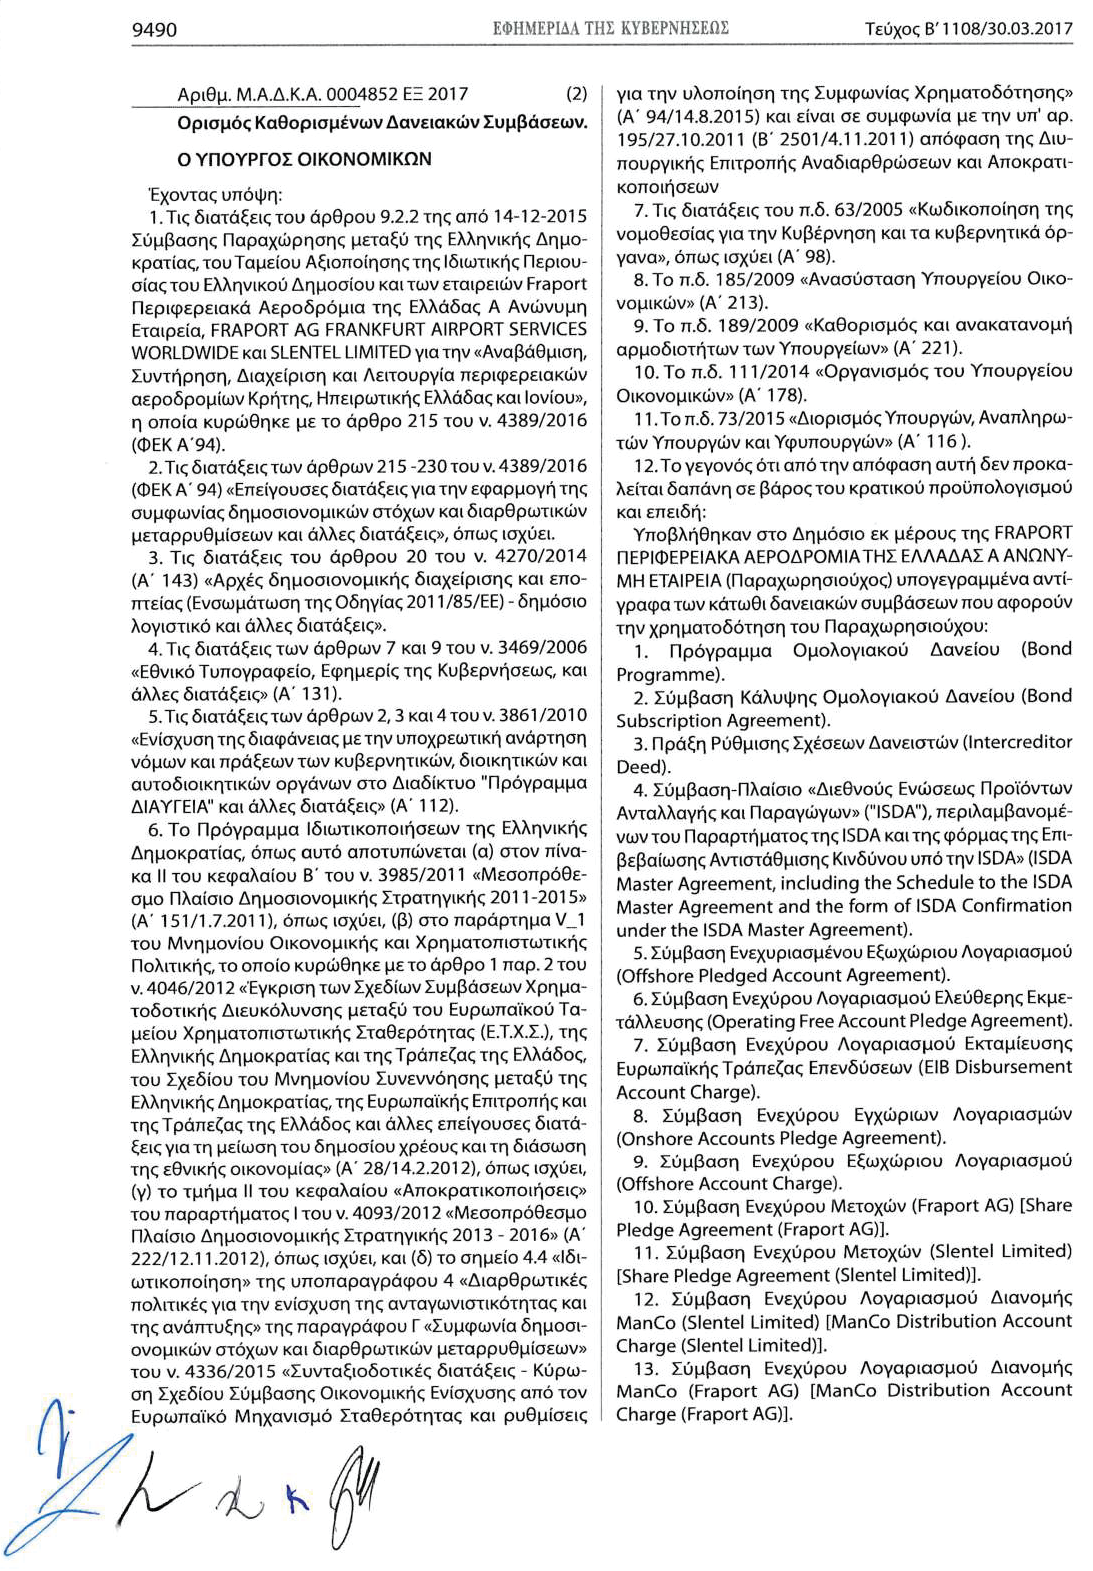 9490
ΕΦΗΜΕΡΙΔΑ ΤΗΣ ΚΥΒΕΡΝΗΣΕΩΣ
Τεύχος Β' 1108/30.03.2017
Αριθμ. Μ.Α.Δ.Κ.Α. 0004852 ΕΞ 2017 (2)
Ορισμός Καθορισμένων Δανειακών Συμβάσεων.
Ο ΥΠΟΥΡΓΟΣ ΟΙΚΟΝΟΜΙΚΩΝ
Έχοντας υπόψη:
1. Τις διατάξεις του άρθρου 9.2.2 της από 14-12-2015
Σύμβασης Παραχώρησης μεταξύ της Ελληνικής Δημο-
κρατίας, του Ταμείου Αξιοποίησης της Ιδιωτικής Περιου-
σίας του Ελληνικού Δημοσίου και των εταιρειών Fraport
Περιφερειακά Αεροδρόμια της Ελλάδας Α Ανώνυμη
Εταιρεία, FRAPORT AG FRANKFURT AIRPORT SERVICES
WORLDWIDE και SLENTEL LIMITED για την «Αναβάθμιση,
Συντήρηση, Διαχείριση και Λειτουργία περιφερειακών
αεροδρομίων Κρήτης, Ηπειρωτικής Ελλάδας και Ιονίου»,
η οποία κυρώθηκε με το άρθρο 215 του ν. 4389/2016
(ΦΕΚ Α΄94).
2. Τις διατάξεις των άρθρων 215 -230 του ν. 4389/2016
(ΦΕΚ Α΄ 94) «Επείγουσες διατάξεις για την εφαρμογή της
συμφωνίας δημοσιονομικών στόχων και διαρθρωτικών
μεταρρυθμίσεων και άλλες διατάξεις», όπως ισχύει.
3. Τις διατάξεις του άρθρου 20 του ν. 4270/2014
(Α΄ 143) «Αρχές δημοσιονομικής διαχείρισης και επο-
πτείας (Ενσωμάτωση της Οδηγίας 2011/85/ΕΕ) - δημόσιο
λογιστικό και άλλες διατάξεις».
4. Τις διατάξεις των άρθρων 7 και 9 του ν. 3469/2006
«Εθνικό Τυπογραφείο, Εφημερίς της Κυβερνήσεως, και
άλλες διατάξεις» (Α΄ 131).
5. Τις διατάξεις των άρθρων 2, 3 και 4 του ν. 3861/2010
«Ενίσχυση της διαφάνειας με την υποχρεωτική ανάρτηση
νόμων και πράξεων των κυβερνητικών, διοικητικών και
αυτοδιοικητικών οργάνων στο Διαδίκτυο "Πρόγραμμα
ΔΙΑΥΓΕΙΑ" και άλλες διατάξεις» (Α΄ 112).
6. Το Πρόγραμμα Ιδιωτικοποιήσεων της Ελληνικής
Δημοκρατίας, όπως αυτό αποτυπώνεται (α) στον πίνα-
κα ΙΙ του κεφαλαίου Β΄ του ν. 3985/2011 «Μεσοπρόθε-
σμο Πλαίσιο Δημοσιονομικής Στρατηγικής 2011-2015»
(Α΄ 151/1.7.2011), όπως ισχύει, (β) στο παράρτημα V_1
του Μνημονίου Οικονομικής και Χρηματοπιστωτικής
Πολιτικής, το οποίο κυρώθηκε με το άρθρο 1 παρ. 2 του
ν. 4046/2012 «Έγκριση των Σχεδίων Συμβάσεων Χρημα-
τοδοτικής Διευκόλυνσης μεταξύ του Ευρωπαϊκού Τα-
μείου Χρηματοπιστωτικής Σταθερότητας (Ε.Τ.Χ.Σ.), της
Ελληνικής Δημοκρατίας και της Τράπεζας της Ελλάδος,
του Σχεδίου του Μνημονίου Συνεννόησης μεταξύ της
Ελληνικής Δημοκρατίας, της Ευρωπαϊκής Επιτροπής και
της Τράπεζας της Ελλάδος και άλλες επείγουσες διατά-
ξεις για τη μείωση του δημοσίου χρέους και τη διάσωση
της εθνικής οικονομίας» (Α΄ 28/14.2.2012), όπως ισχύει,
(γ) το τμήμα ΙΙ του κεφαλαίου «Αποκρατικοποιήσεις»
του παραρτήματος Ι του ν. 4093/2012 «Μεσοπρόθεσμο
Πλαίσιο Δημοσιονομικής Στρατηγικής 2013 - 2016» (Α΄
222/12.11.2012), όπως ισχύει, και (δ) το σημείο 4.4 «Ιδι-
ωτικοποίηση» της υποπαραγράφου 4 «Διαρθρωτικές
πολιτικές για την ενίσχυση της ανταγωνιστικότητας και
της ανάπτυξης» της παραγράφου Γ «Συμφωνία δημοσι-
ονομικών στόχων και διαρθρωτικών μεταρρυθμίσεων»
του ν. 4336/2015 «Συνταξιοδοτικές διατάξεις - Κύρω-
ση Σχεδίου Σύμβασης Οικονομικής Ενίσχυσης από τον
Ευρωπαϊκό Μηχανισμό Σταθερότητας και ρυθμίσεις
για την υλοποίηση της Συμφωνίας Χρηματοδότησης»
(Α΄ 94/14.8.2015) και είναι σε συμφωνία με την υπ' αρ.
195/27.10.2011 (Β΄ 2501/4.11.2011) απόφαση της Διυ-
πουργικής Επιτροπής Αναδιαρθρώσεων και Αποκρατι-
κοποιήσεων
7. Τις διατάξεις του π.δ. 63/2005 «Κωδικοποίηση της
νομοθεσίας για την Κυβέρνηση και τα κυβερνητικά όρ-
γανα», όπως ισχύει (Α΄ 98).
8. Το π.δ. 185/2009 «Ανασύσταση Υπουργείου Οικο-
νομικών» (Α΄ 213).
9. Το π.δ. 189/2009 «Καθορισμός και ανακατανομή
αρμοδιοτήτων των Υπουργείων» (Α΄ 221).
10. Το π.δ. 111/2014 «Οργανισμός του Υπουργείου
Οικονομικών» (Α΄ 178).
11. Το π.δ. 73/2015 «Διορισμός Υπουργών, Αναπληρω-
τών Υπουργών και Υφυπουργών» (Α΄ 116 ).
12. Το γεγονός ότι από την απόφαση αυτή δεν προκα-
λείται δαπάνη σε βάρος του κρατικού προϋπολογισμού
και επειδή:
Υποβλήθηκαν στο Δημόσιο εκ μέρους της FRAPORT
ΠΕΡΙΦΕΡΕΙΑΚΑ ΑΕΡΟΔΡΟΜΙΑ ΤΗΣ ΕΛΛΑΔΑΣ Α ΑΝΩΝΥ-
ΜΗ ΕΤΑΙΡΕΙΑ (Παραχωρησιούχος) υπογεγραμμένα αντί-
γραφα των κάτωθι δανειακών συμβάσεων που αφορούν
την χρηματοδότηση του Παραχωρησιούχου:
1. Πρόγραμμα Ομολογιακού Δανείου (Bond
Programme).
2. Σύμβαση Κάλυψης Ομολογιακού Δανείου (Bond
Subscription Agreement).
3. Πράξη Ρύθμισης Σχέσεων Δανειστών (Intercreditor
Deed).
4. Σύμβαση-Πλαίσιο «Διεθνούς Ενώσεως Προϊόντων
Ανταλλαγής και Παραγώγων» ("ISDA"), περιλαμβανομέ-
νων του Παραρτήματος της ISDA και της φόρμας της Επι-
βεβαίωσης Αντιστάθμισης Κινδύνου υπό την ISDA» (ISDA
Master Agreement, including the Schedule to the ISDA
Master Agreement and the form of ISDA Confirmation
under the ISDA Master Agreement).
5. Σύμβαση Ενεχυριασμένου Εξωχώριου Λογαριασμού
(Offshore Pledged Account Agreement).
6. Σύμβαση Ενεχύρου Λογαριασμού Ελεύθερης Εκμε-
τάλλευσης (Operating Free Account Pledge Agreement).
7. Σύμβαση Ενεχύρου Λογαριασμού Εκταμίευσης
Ευρωπαϊκής Τράπεζας Επενδύσεων (EIB Disbursement
Account Charge).
8. Σύμβαση Ενεχύρου Εγχώριων Λογαριασμών
(Onshore Accounts Pledge Agreement).
9. Σύμβαση Ενεχύρου Εξωχώριου Λογαριασμού
(Offshore Account Charge).
10. Σύμβαση Ενεχύρου Μετοχών (Fraport AG) [Share
Pledge Agreement (Fraport AG)].
11. Σύμβαση Ενεχύρου Μετοχών (Slentel Limited)
[Share Pledge Agreement (Slentel Limited)].
12. Σύμβαση Ενεχύρου Λογαριασμού Διανομής
ManCo (Slentel Limited) [ManCo Distribution Account
Charge (Slentel Limited)].
13. Σύμβαση Ενεχύρου Λογαριασμού Διανομής
ManCo (Fraport AG) [ManCo Distribution Account
Charge (Fraport AG)].